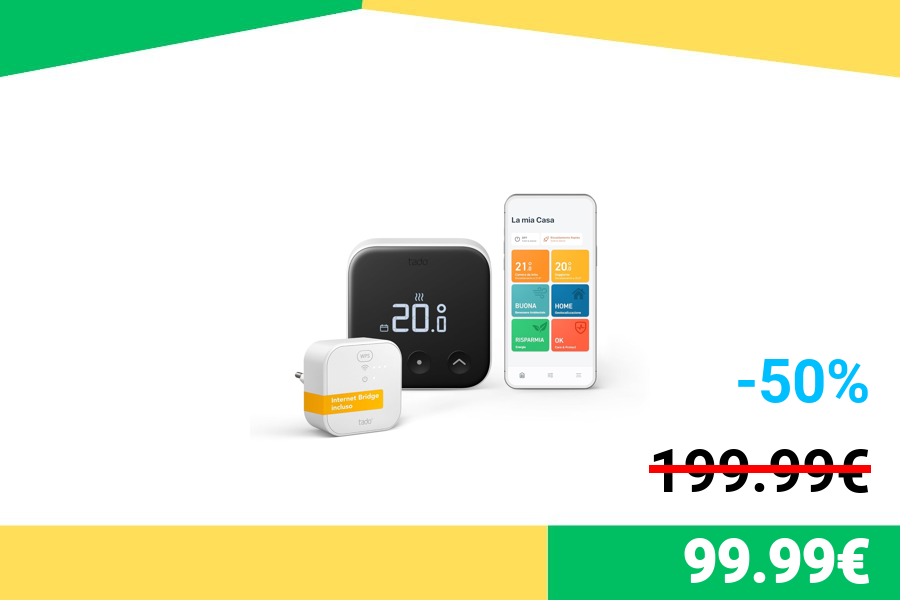 La mia Casa
21°
20°
BUONA
HOME
RISPARMIA
OK
tado°
20.0
Internet Bridge
incluso
tado°
-50%
199.99€
99.99€